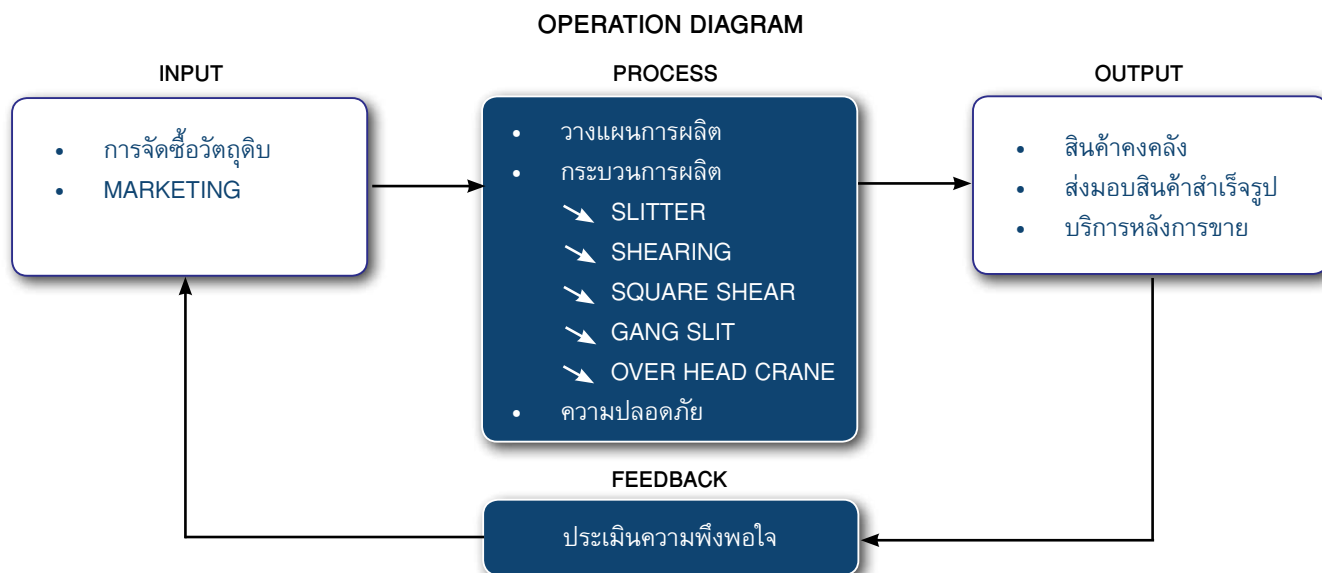 OPERATION DIAGRAM
INPUT
• การจัดซื้อวัตถุดิบ
• MARKETING
PROCESS
• วางแผนการผลิต
• กระบวนการผลิต
SLITTER
SHEARING
SQUARE SHEAR
GANG SLIT
OVER HEAD CRANE
• ความปลอดภัย
OUTPUT
• สินค้าคงคลัง
• ส่งมอบสินค้าสำเร็จรูป
• บริการหลังการขาย
FEEDBACK
ประเมินความพึงพอใจ